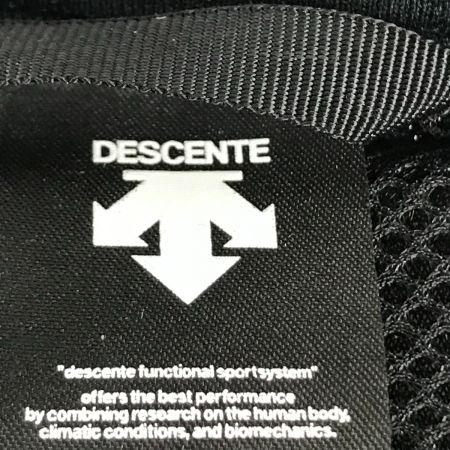 DESCENTE
"descente functional sportsystem"
offers the best performance
by combining research on the human body,
climatic conditions, and biomechanics.